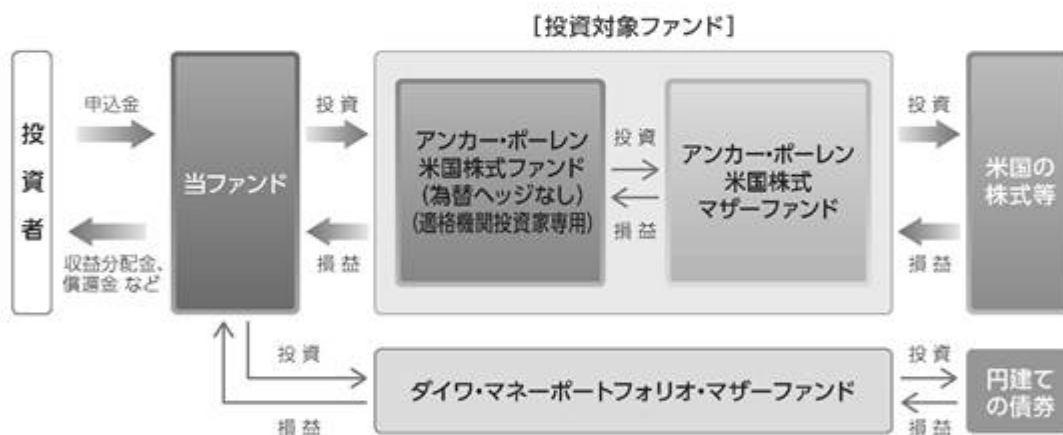 ［投資対象ファンド］
投資者
申込金
収益分配金、
償還金 など
当ファンド
投 資
損 益
アンカー・ポーレン
米国株式ファンド
(為替ヘッジなし)
(適格機関投資家専用)
投 資
損 益
アンカー・ポーレン
米国株式
マザーファンド
投 資
損 益
米国の
株式等
投 資
損 益
ダイワ・マネーポートフォリオ・マザーファンド
投 資
損 益
円建て
の債券